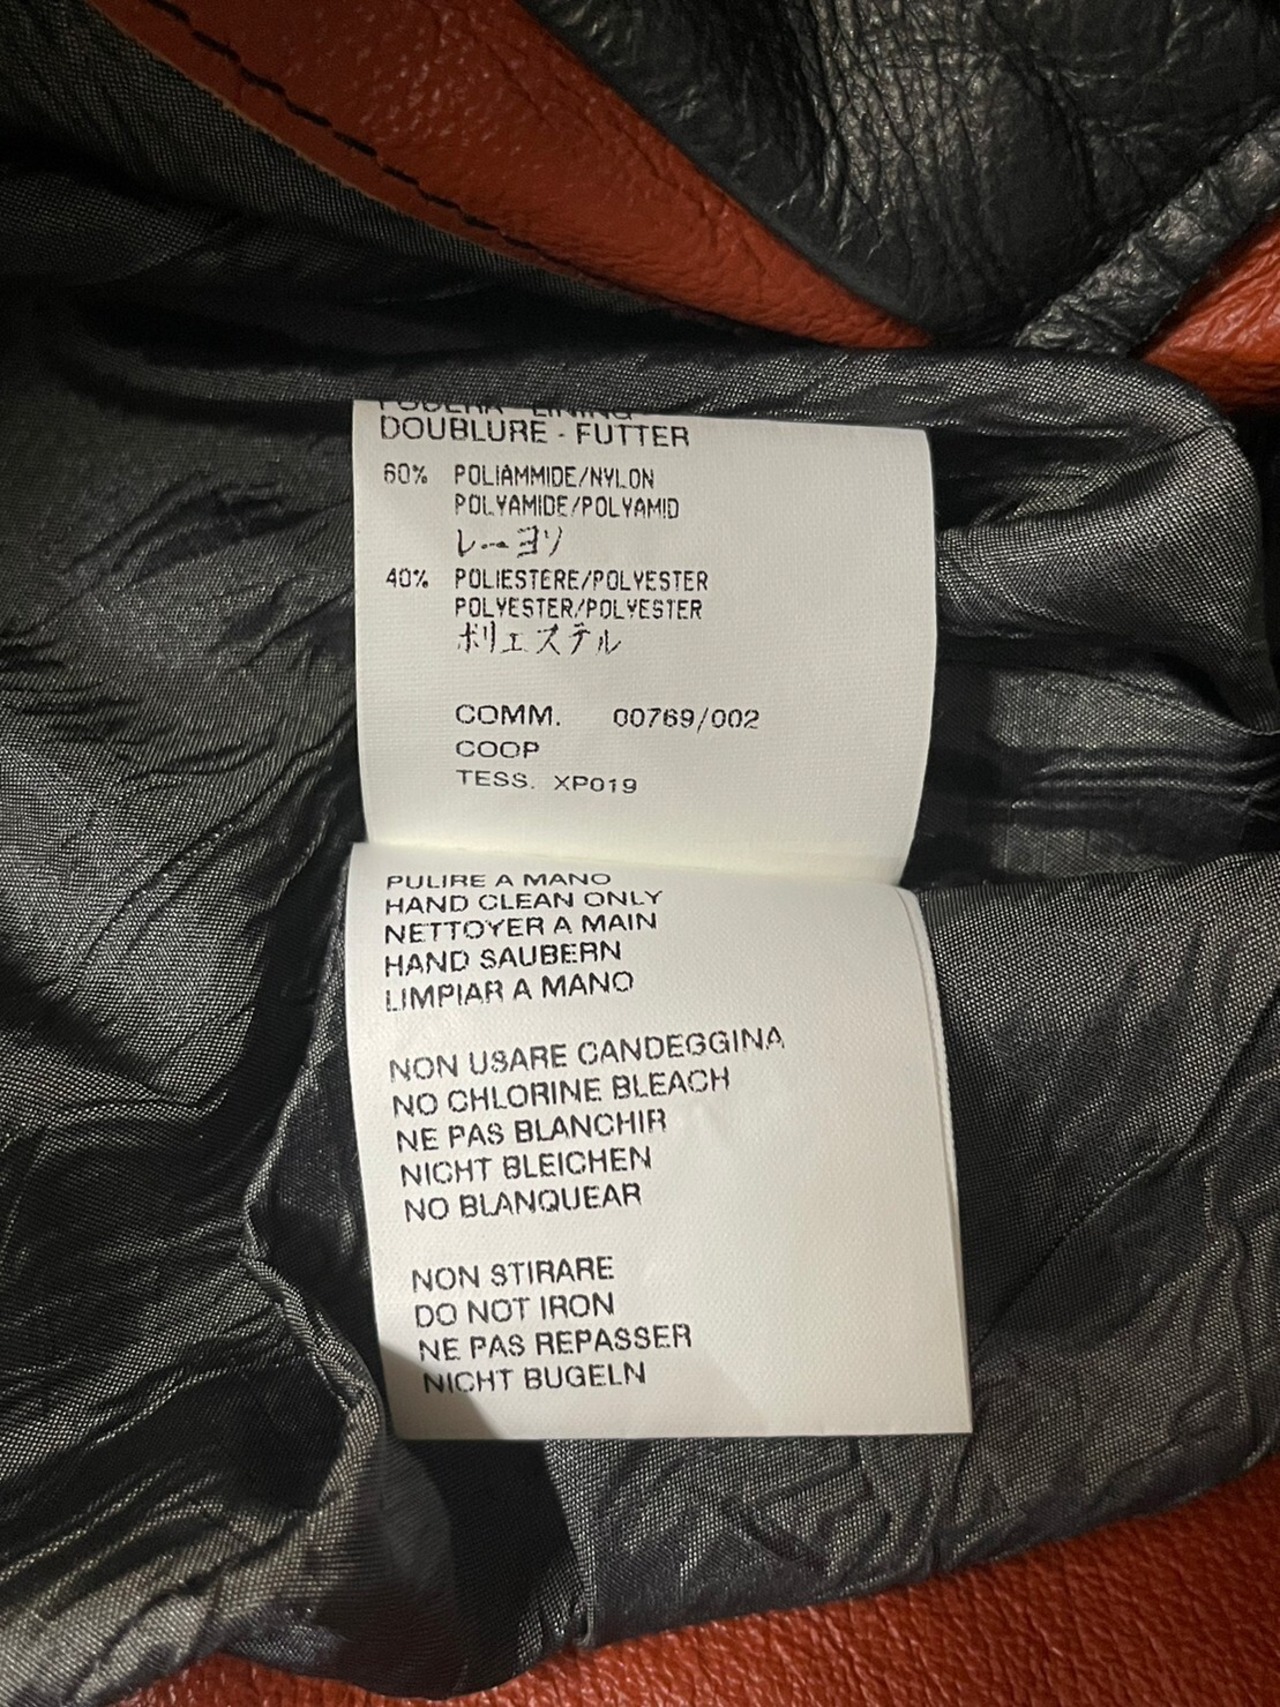 FODERA - LINING
DOUBLURE - FUTTER
60% POLIAMMIDE/NYLON
POLYAMIDE/POLYAMID
レーヨソ
40% POLIESTERE/POLYESTER
POLYESTER/POLYESTER
ポリエステル
COMM. 00769/002
COOP
TESS. XP019
PULIRE A MANO
HAND CLEAN ONLY
NETTOYER A MAIN
HAND SAUBERN
LIMPIAR A MANO
NON USARE CANDEGGINA
NO CHLORINE BLEACH
NE PAS BLANCHIR
NICHT BLEICHEN
NO BLANQUEAR
NON STIRARE
DO NOT IRON
NE PAS REPASSER
NICHT BUGELN